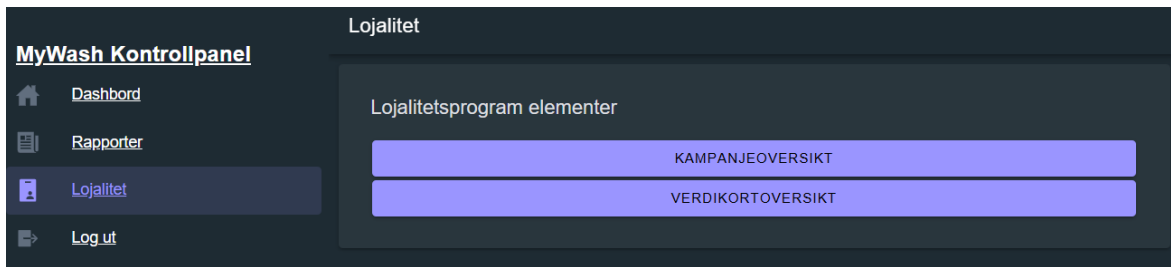 MyWash Kontrollpanel
Dashbord
Rapporter
Lojalitet
Log ut
Lojalitet
Lojalitetsprogram elementer
KAMPANJEOVERSIKT
VERDIKORTOVERSIKT